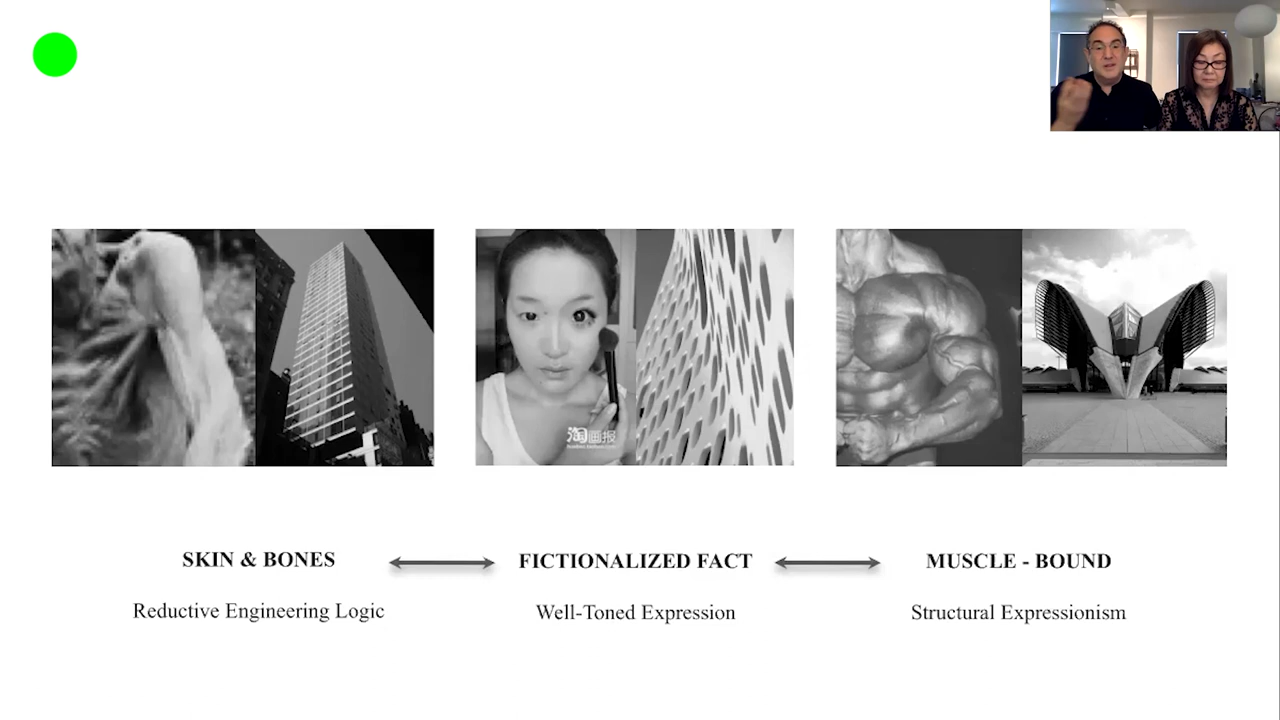 淘画报
SKIN & BONES
FICTIONALIZED FACT
MUSCLE - BOUND
Reductive Engineering Logic
Well-Toned Expression
Structural Expressionism